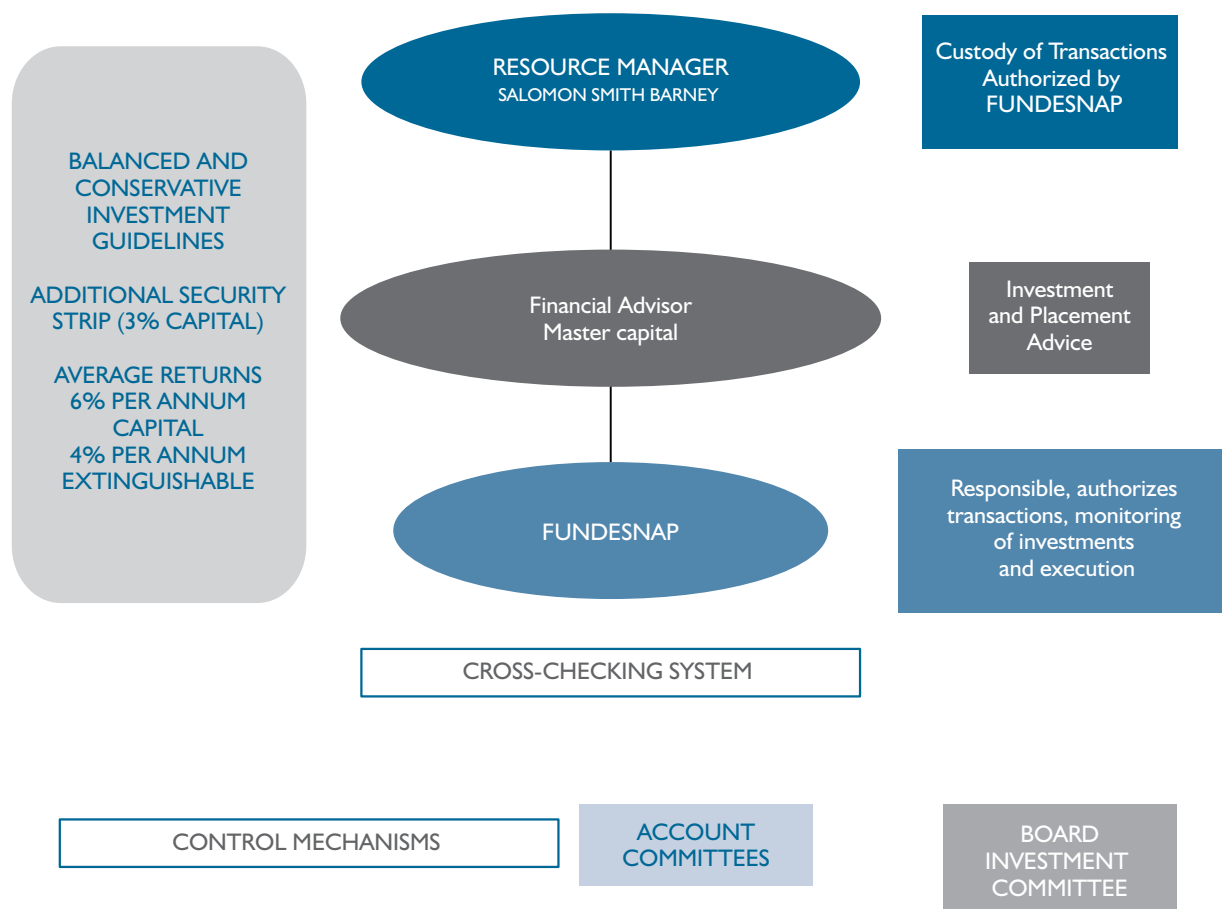 RESOURCE MANAGER
SALOMON SMITH BARNEY
Custody of Transactions
Authorized by
FUNDESNAP
BALANCED AND
CONSERVATIVE
INVESTMENT
GUIDELINES
ADDITIONAL SECURITY
STRIP (3% CAPITAL)
AVERAGE RETURNS
6% PER ANNUM
CAPITAL
4% PER ANNUM
EXTINGUISHABLE
Financial Advisor
Master capital
Investment
and Placement
Advice
FUNDESNAP
Responsible, authorizes
transactions, monitoring
of investments
and execution
CROSS-CHECKING SYSTEM
CONTROL MECHANISMS
ACCOUNT
COMMITTEES
BOARD
INVESTMENT
COMMITTEE